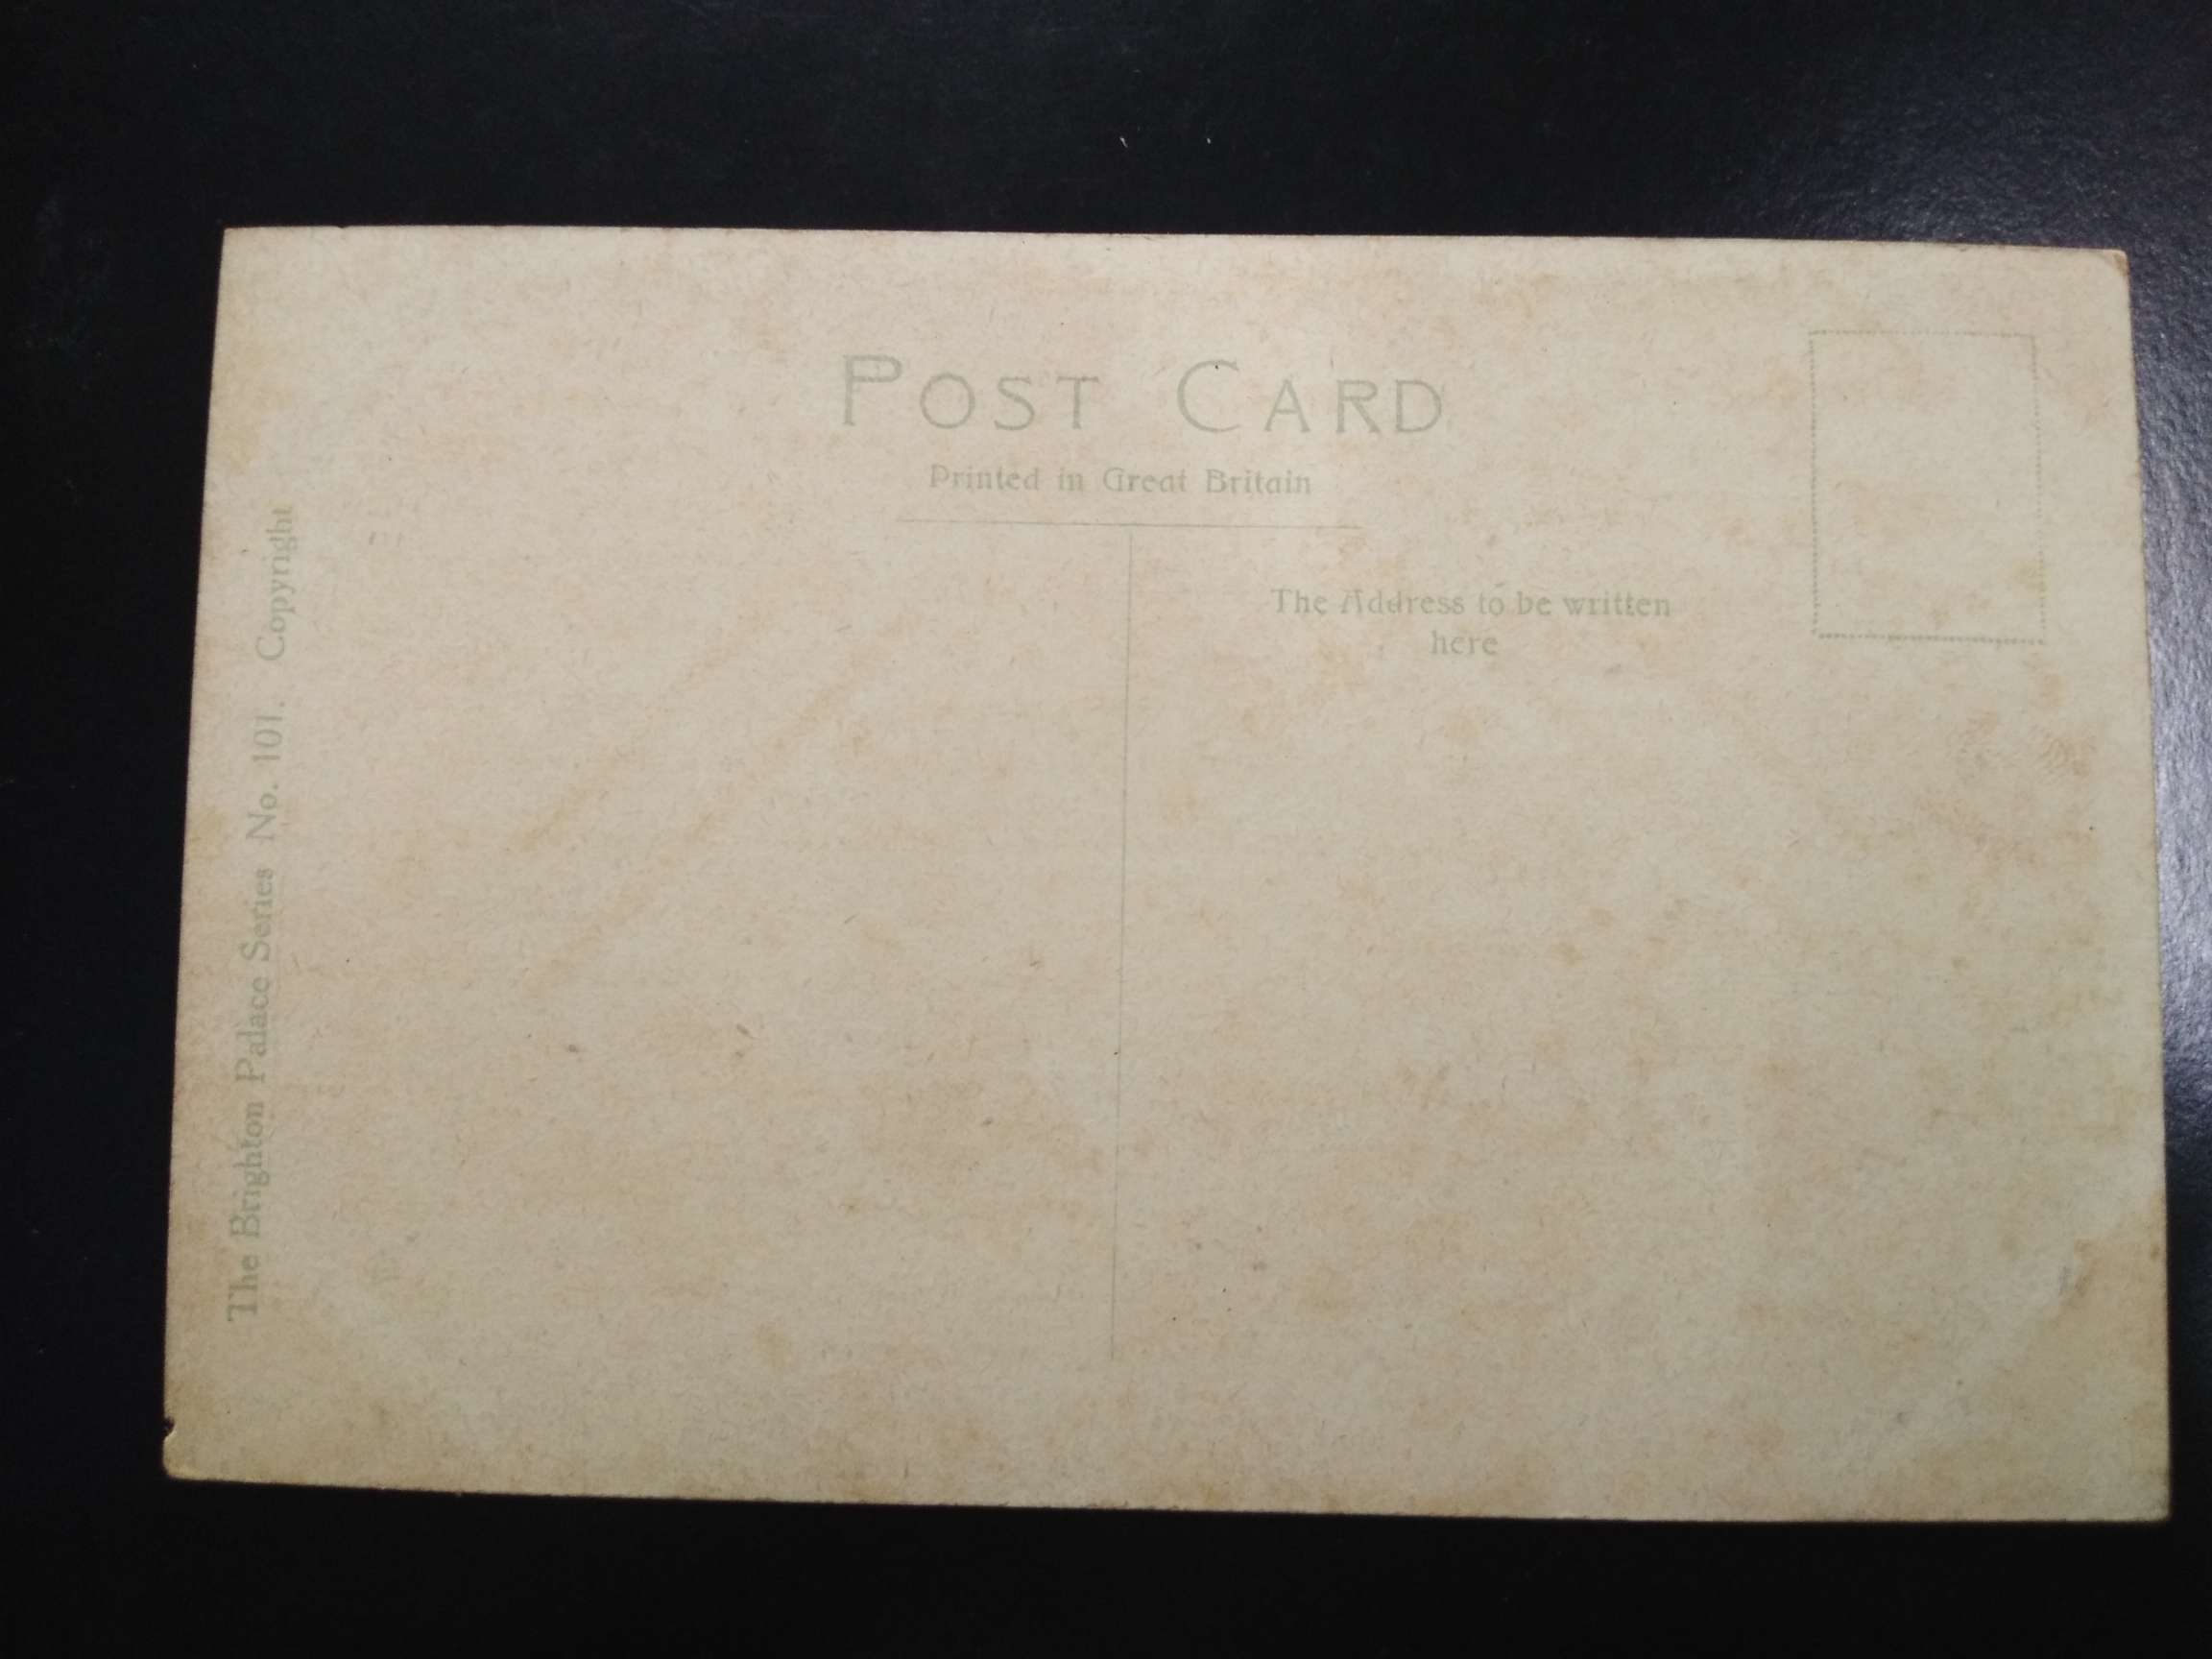 POST CARD
Printed in Great Britain
The Address to be written
here
The Brighton Palace Series No. 101. Copyright